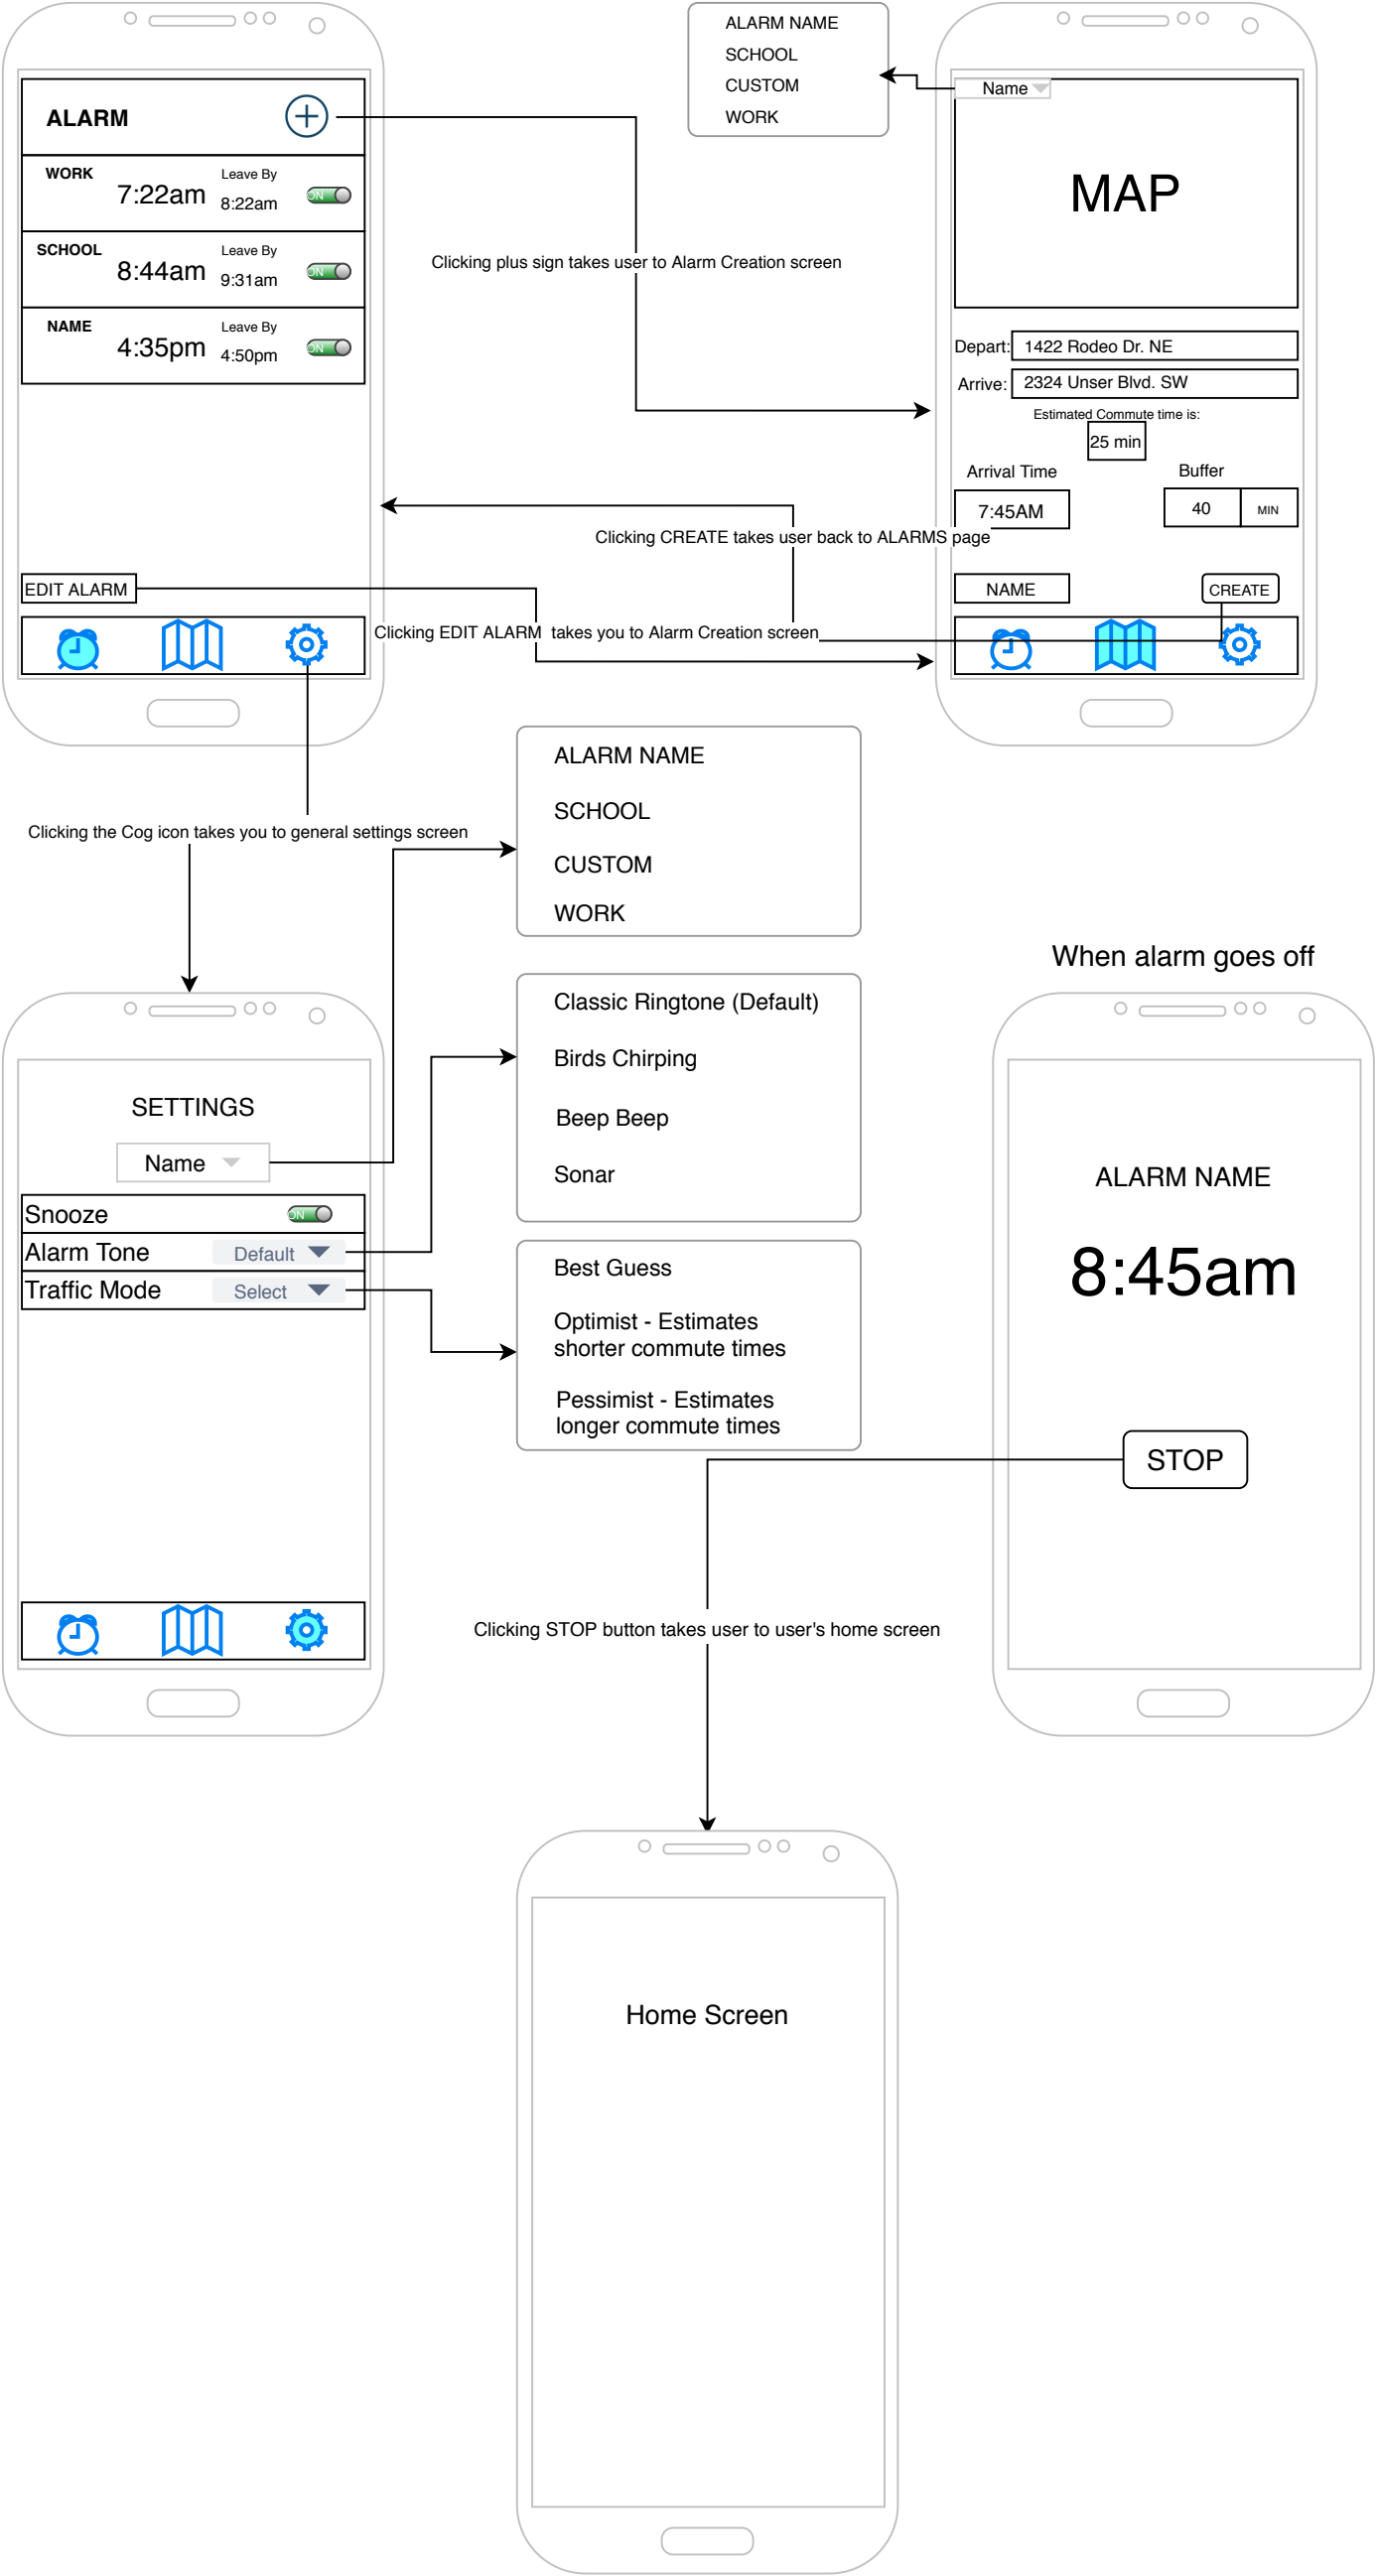 ALARM
WORK
7:22am
Leave By
8:22am
ON
SCHOOL
8:44am
Leave By
9:31am
ON
NAME
4:35pm
Leave By
4:50pm
ON
EDIT ALARM
Clicking plus sign takes user to Alarm Creation screen
Clicking CREATE takes user back to ALARMS page
Clicking EDIT ALARM takes you to Alarm Creation screen
ALARM NAME
SCHOOL
CUSTOM
WORK
Name
MAP
Depart:
1422 Rodeo Dr. NE
Arrive:
2324 Unser Blvd. SW
Estimated Commute time is:
25 min
Arrival Time
Buffer
7:45AM
40
MIN
NAME
CREATE
Clicking the Cog icon takes you to general settings screen
SETTINGS
Name
Snooze
ON
Alarm Tone
Default
Traffic Mode
Select
ALARM NAME
SCHOOL
CUSTOM
WORK
Classic Ringtone (Default)
Birds Chirping
Beep Beep
Sonar
Best Guess
Optimist - Estimates
shorter commute times
Pessimist - Estimates
longer commute times
When alarm goes off
ALARM NAME
8:45am
STOP
Clicking STOP button takes user to user's home screen
Home Screen